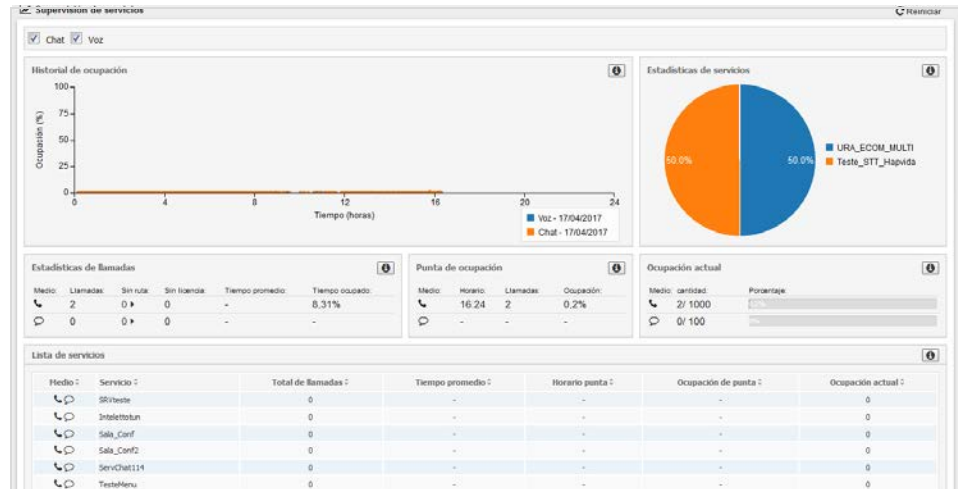 Supervisión de servicios
Reiniciar
Chat Voz
Historial de ocupación
100
75
50
25
0
Ocupación (%)
0 4 8 12 16 20 24
Tiempo (horas)
Voz - 17/04/2017
Chat - 17/04/2017
Estadísticas de servicios
50.0% 50.0%
URA_ECOM_MULTI
Teste_STT_Hapvida
Estadísticas de llamadas
Medio: Llamadas: Sin ruta: Sin licencia: Tiempo promedio: Tiempo ocupado:
2 0 0 - 8,31%
0 0 0 - -
Punta de ocupación
Medio: Horario: Llamadas: Ocupación:
16:24 2 0,2%
- - -
Ocupación actual
Medio: cantidad: Porcentaje:
2/ 1000
0/ 100
Lista de servicios
Medio Servicio Total de llamadas Tiempo promedio Horario punta Ocupación de punta Ocupación actual
SRVteste 0 - - - 0
Intelettotun 0 - - - 0
Sala_Conf 0 - - - 0
Sala_Conf2 0 - - - 0
ServChat114 0 - - - 0
TesteMenu 0 - - - 0